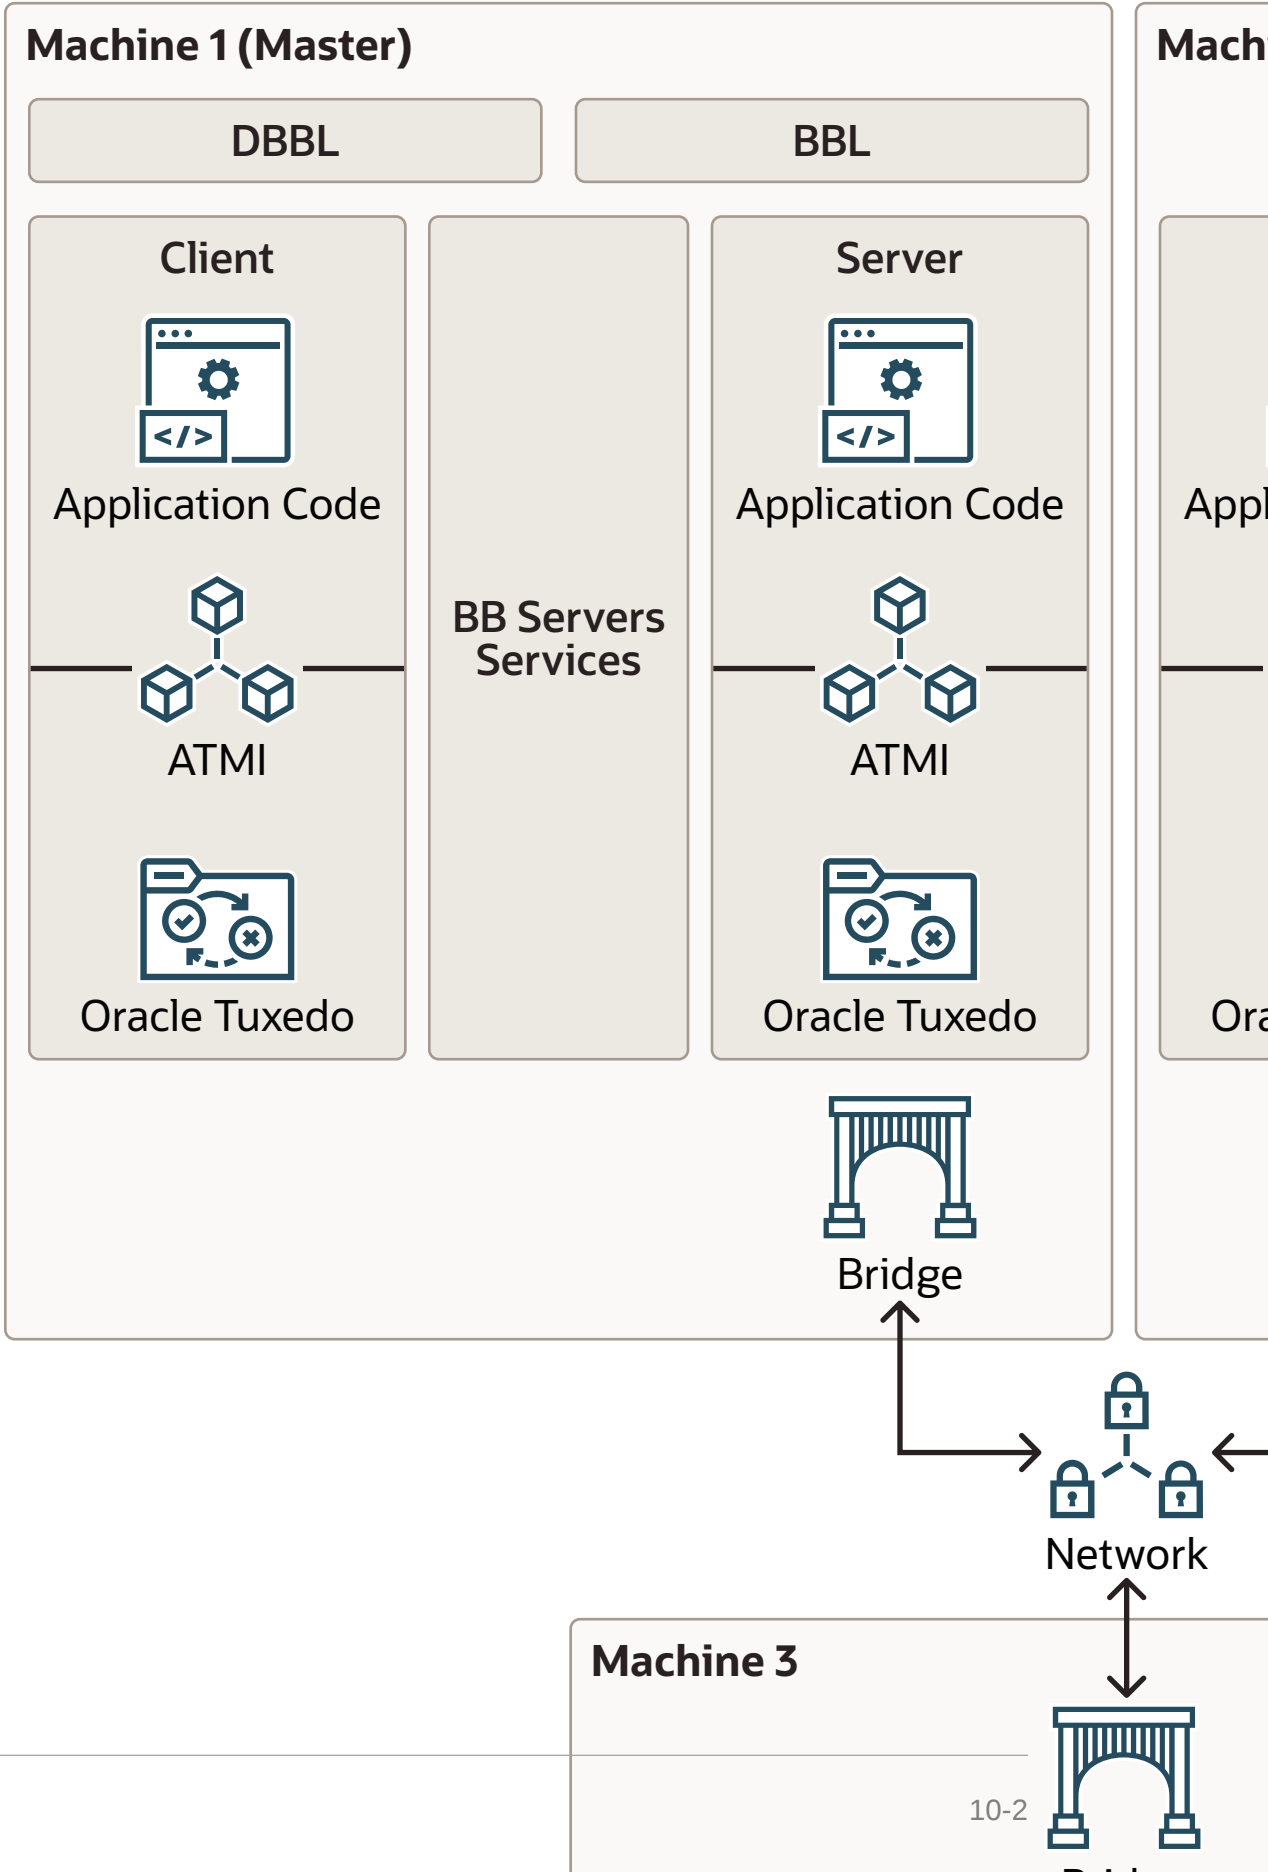 Machine 1 (Master)
DBBL
BBL
Client
Server
</>
</>
Application Code
Application Code
BB Servers
Services
ATMI
ATMI
Oracle Tuxedo
Oracle Tuxedo
Bridge
Network
Machine 3
10-2